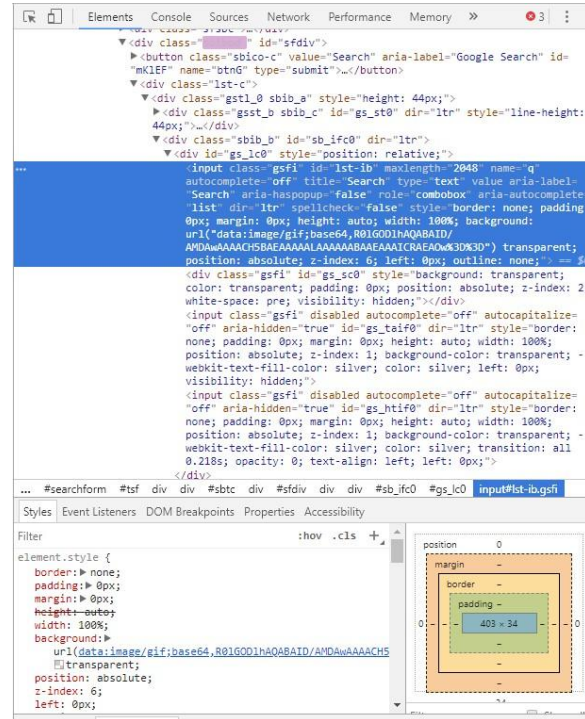 Elements Console Sources Network Performance Memory » 3
▼<div class=" " id="sfdiv">
▶<button class="sbico-c" value="Search" aria-label="Google Search" id=
"mKlEF" name="btnG" type="submit">…</button>
▼<div class="lst-c">
▼<div class="gstl_0 sbib_a" style="height: 44px;">
▶<div class="gsst_b sbib_c" id="gs_st0" dir="ltr" style="line-height:
44px;">…</div>
▼<div class="sbib_b" id="sb_ifc0" dir="ltr">
▼<div id="gs_lc0" style="position: relative;">
<input class="gsfi" id="lst-ib" maxlength="2048" name="q"
autocomplete="off" title="Search" type="text" value aria-label=
"Search" aria-haspopup="false" role="combobox" aria-autocomplete
"list" dir="ltr" spellcheck="false" style="border: none; padding
0px; margin: 0px; height: auto; width: 100%; background:
url("data:image/gif;base64,R0lGODlhAQABAID/
AMDAwAAAACH5BAEAAAAALAAAAAABAAEAAAICRAEAOw%3D%3D") transparent;
position: absolute; z-index: 6; left: 0px; outline: none;"> ==
<div class="gsfi" id="gs_sc0" style="background: transparent;
color: transparent; padding: 0px; position: absolute; z-index: 2
white-space: pre; visibility: hidden;"></div>
<input class="gsfi" disabled autocomplete="off" autocapitalize=
"off" aria-hidden="true" id="gs_taif0" dir="ltr" style="border:
none; padding: 0px; margin: 0px; height: auto; width: 100%;
position: absolute; z-index: 1; background-color: transparent; -
webkit-text-fill-color: silver; color: silver; left: 0px;
visibility: hidden;">
<input class="gsfi" disabled autocomplete="off" autocapitalize=
"off" aria-hidden="true" id="gs_htif0" dir="ltr" style="border:
none; padding: 0px; margin: 0px; height: auto; width: 100%;
position: absolute; z-index: 1; background-color: transparent; -
webkit-text-fill-color: silver; color: silver; transition: all
0.218s; opacity: 0; text-align: left; left: 0px;">
</div>
... #searchform #tsf div div #sbtc div #sfdiv div div #sb_ifc0 #gs_lc0 input#lst-ib.gsfi
Styles Event Listeners DOM Breakpoints Properties Accessibility
Filter :hov .cls +
element.style {
border:▶ none;
padding:▶ 0px;
margin:▶ 0px;
height: auto;
width: 100%;
background:▶
url(data:image/gif;base64,R0lGODlhAQABAID/AMDAwAAAACH5
transparent;
position: absolute;
z-index: 6;
left: 0px;
position 0
margin –
border –
padding –
0 – – – 403 × 34 – – – 0
–
–
–